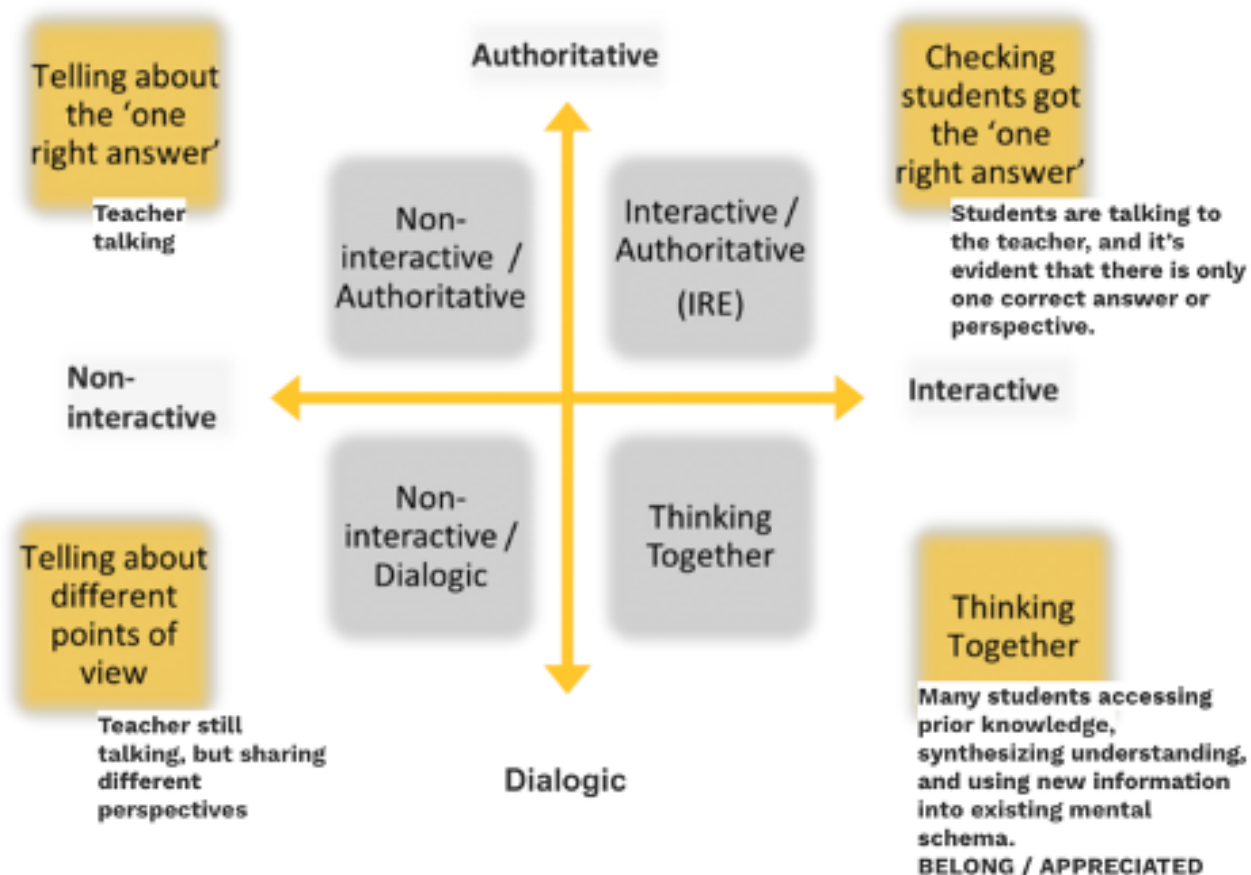 Authoritative
Telling about
the ‘one
right answer’
Teacher
talking
Checking
students got
the ‘one
right answer’
Students are talking to
the teacher, and it’s
evident that there is only
one correct answer or
perspective.
Non-
interactive /
Authoritative
Interactive /
Authoritative
(IRE)
Non-
interactive
Interactive
Non-
interactive /
Dialogic
Thinking
Together
Telling about
different
points of
view
Teacher still
talking, but sharing
different
perspectives
Dialogic
Thinking
Together
Many students accessing
prior knowledge,
synthesizing understanding,
and using new information
into existing mental
schema.
BELONG / APPRECIATED